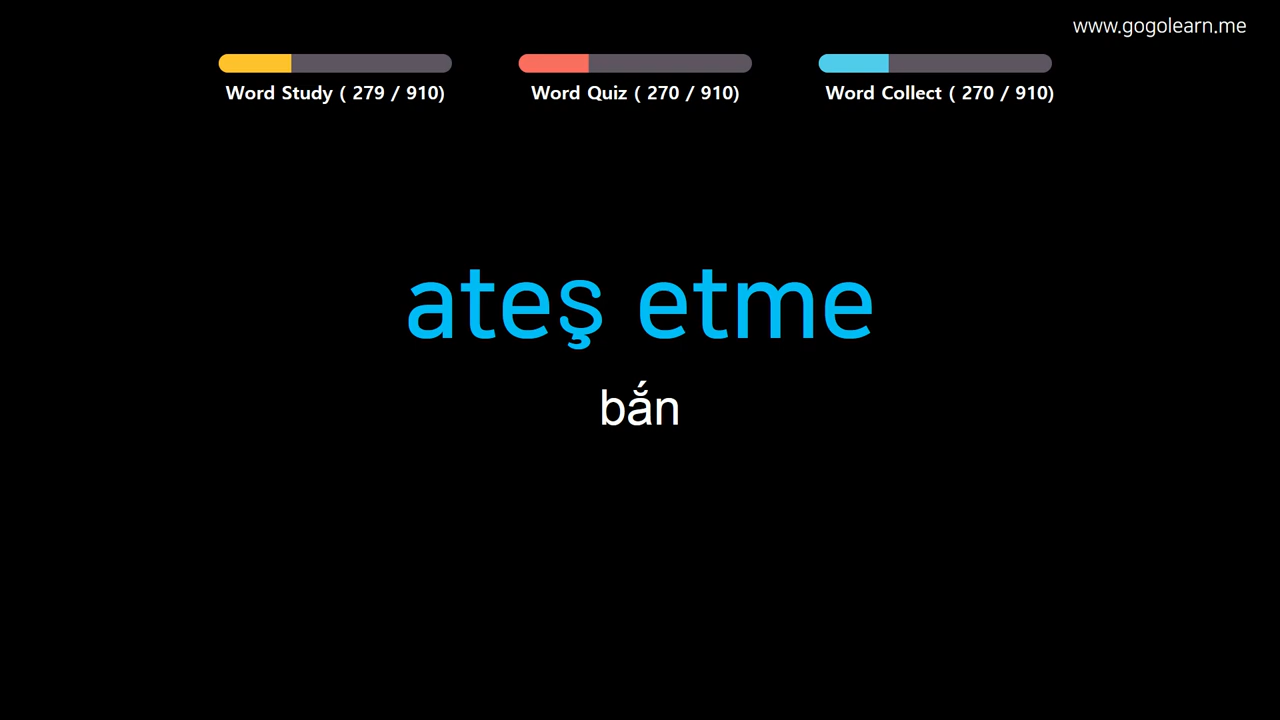 www.gogolearn.me
Word Study ( 279 / 910)
Word Quiz ( 270 / 910)
Word Collect ( 270 / 910)
ateş etme
bắn